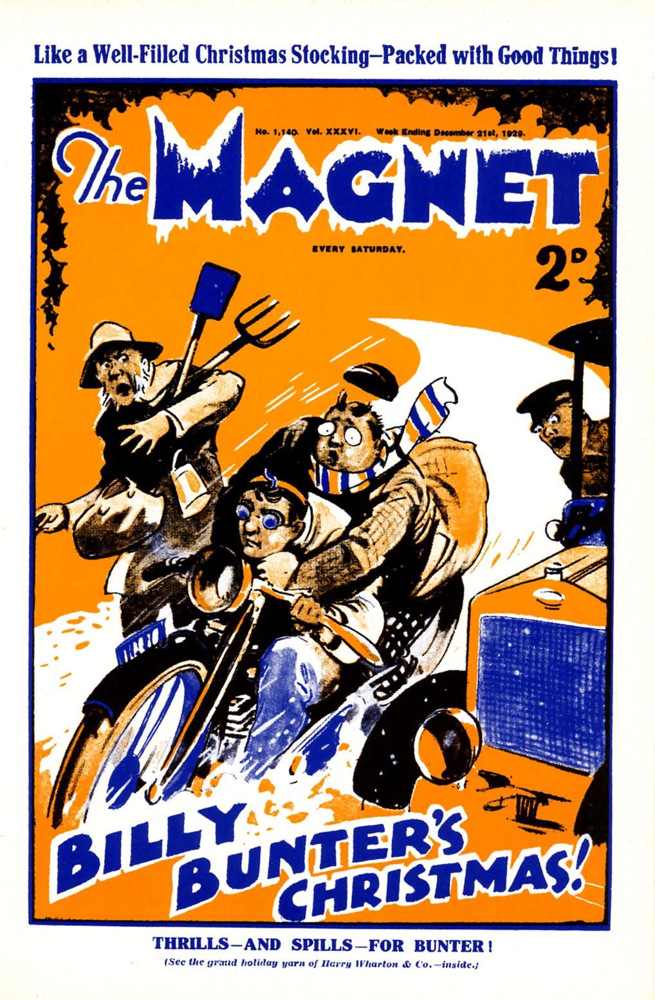 Like a Well-Filled Christmas Stocking—Packed with Good Things!
No. 1,140. Vol. XXXVI. Week Ending December 21st, 1929.
The MAGNET
EVERY SATURDAY.
2D.
BILLY
BUNTER'S
CHRISTMAS!
THRILLS—AND SPILLS—FOR BUNTER!
(See the grand holiday yarn of Harry Wharton & Co.—inside.)